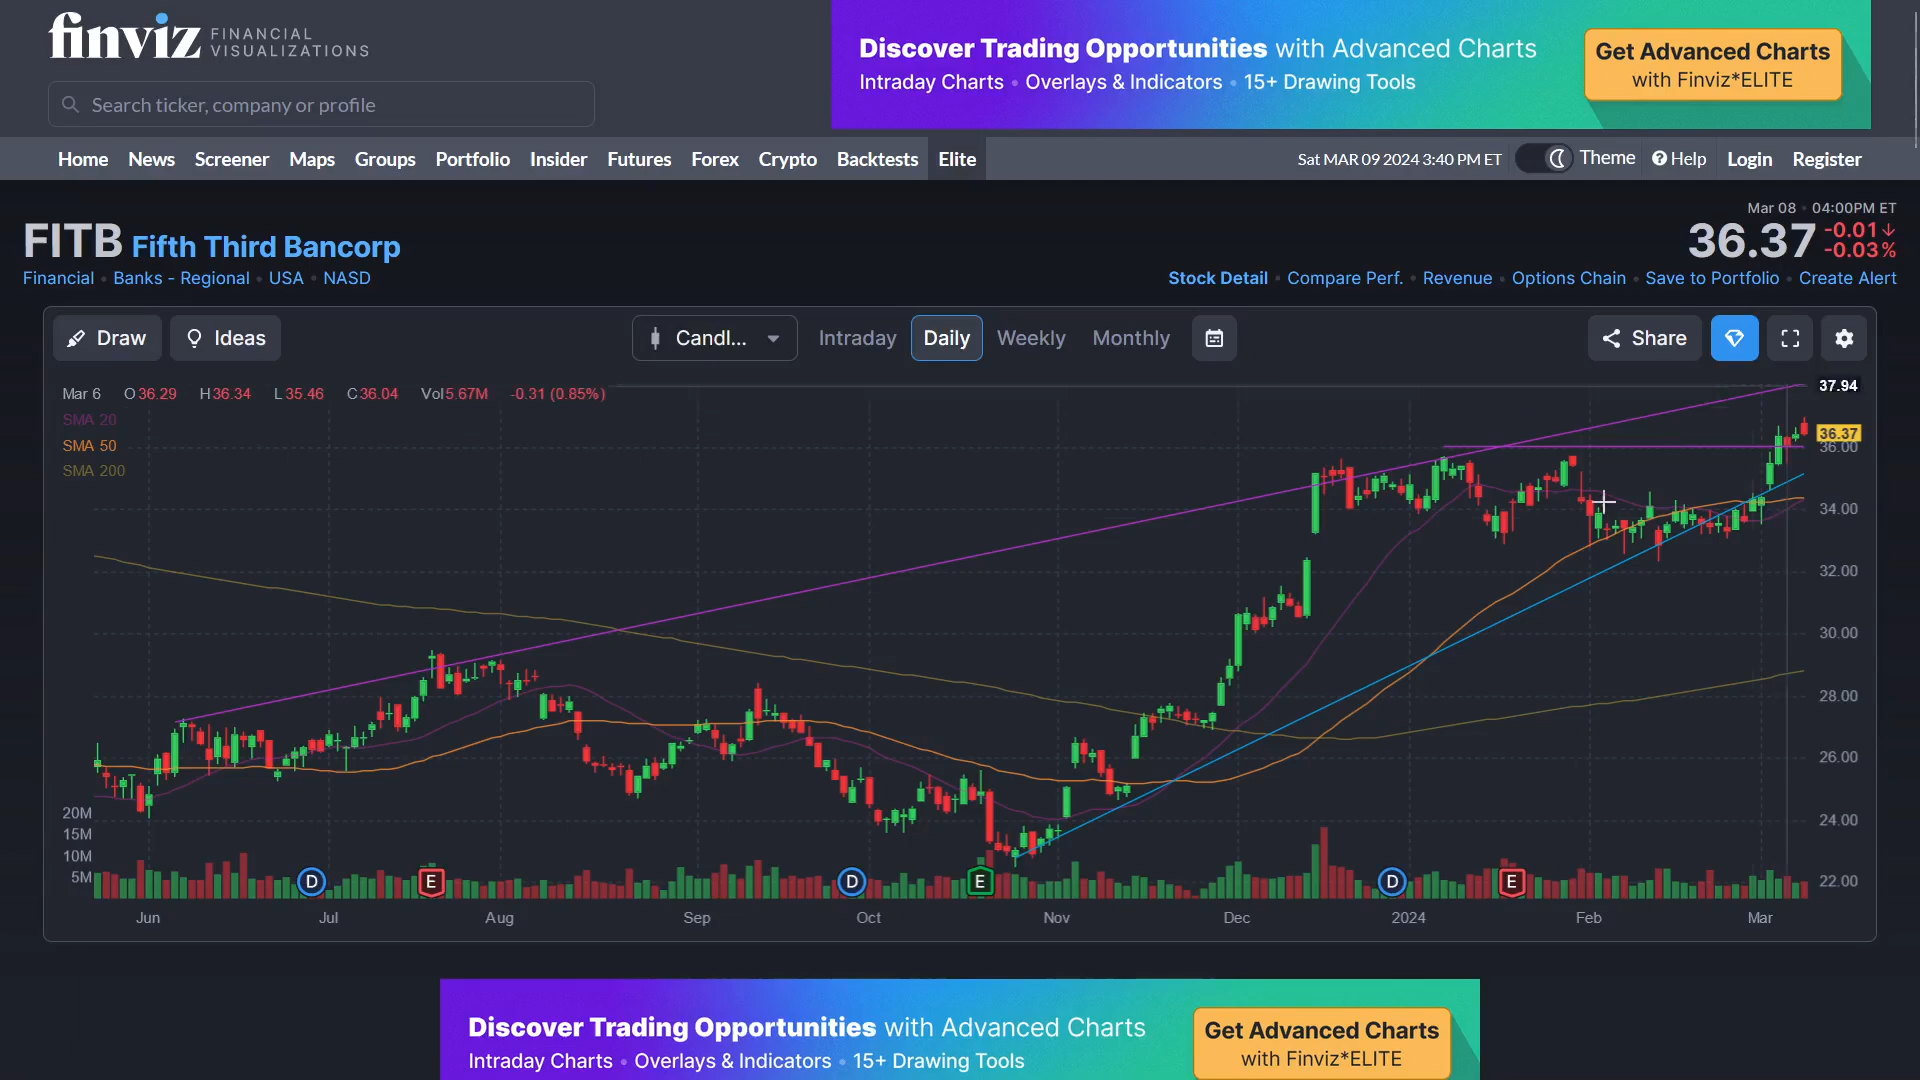 finviz FINANCIAL VISUALIZATIONS
Discover Trading Opportunities with Advanced Charts
Intraday Charts • Overlays & Indicators • 15+ Drawing Tools
Get Advanced Charts
with Finviz*ELITE
Search ticker, company or profile
Home News Screener Maps Groups Portfolio Insider Futures Forex Crypto Backtests Elite
Sat MAR 09 2024 3:40 PM ET Theme Help Login Register
Mar 08 • 04:00PM ET
FITB Fifth Third Bancorp
36.37 -0.01
-0.03%
Financial • Banks - Regional • USA • NASD
Stock Detail • Compare Perf. • Revenue • Options Chain • Save to Portfolio • Create Alert
Draw Ideas Candl... Intraday Daily Weekly Monthly Share
Mar 6 O36.29 H36.34 L35.46 C36.04 Vol5.67M -0.31 (0.85%)
SMA 20
SMA 50
SMA 200
37.94
36.37
36.00
34.00
32.00
30.00
28.00
26.00
24.00
22.00
20M
15M
10M
5M
D E D E D E
Jun Jul Aug Sep Oct Nov Dec 2024 Feb Mar
Discover Trading Opportunities with Advanced Charts
Intraday Charts • Overlays & Indicators • 15+ Drawing Tools
Get Advanced Charts
with Finviz*ELITE